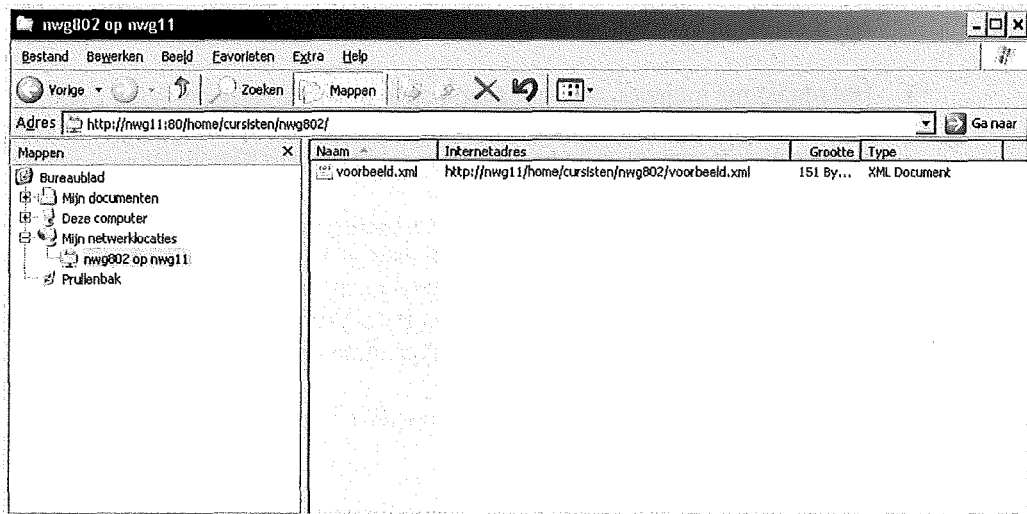 nwg802 op nwg11
Bestand Bewerken Beeld Favorieten Extra Help
Vorige Zoeken Mappen
Adres http://nwg11:80/home/cursisten/nwg802/ Ga naar
Mappen
Naam Internetadres Grootte Type
voorbeeld.xml http://nwg11/home/cursisten/nwg802/voorbeeld.xml 151 By... XML Document
Bureaublad
Mijn documenten
Deze computer
Mijn netwerklocaties
nwg802 op nwg11
Prullenbak